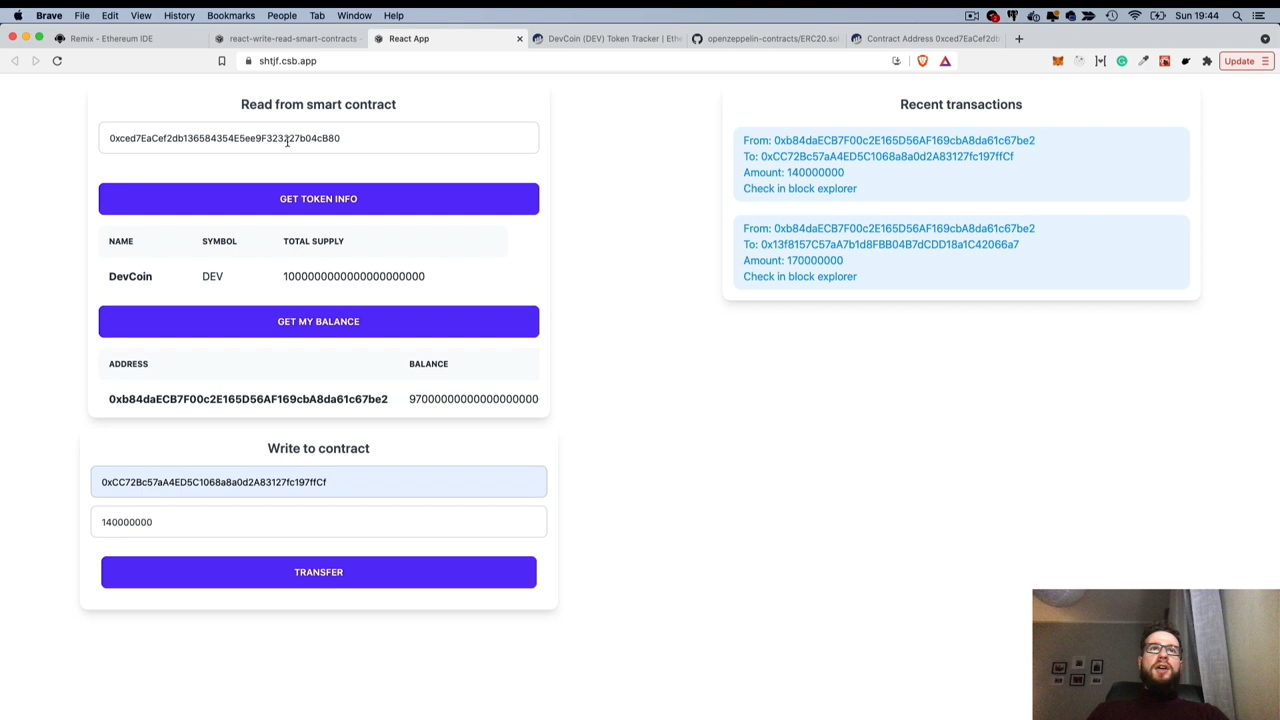 Brave File Edit View History Bookmarks People Tab Window Help Sun 19:44
Remix - Ethereum IDE react-write-read-smart-contracts - React App DevCoin (DEV) Token Tracker | Ethe openzeppelin-contracts/ERC20.sol Contract Address 0xced7EaCef2db
shtjf.csb.app Update
Read from smart contract
0xced7EaCef2db136584354E5ee9F323227b04cB80
GET TOKEN INFO
NAME SYMBOL TOTAL SUPPLY
DevCoin DEV 1000000000000000000000
GET MY BALANCE
ADDRESS BALANCE
0xb84daECB7F00c2E165D56AF169cbA8da61c67be2 97000000000000000000
Write to contract
0xCC72Bc57aA4ED5C1068a8a0d2A83127fc197ffCf
140000000
TRANSFER
Recent transactions
From: 0xb84daECB7F00c2E165D56AF169cbA8da61c67be2
To: 0xCC72Bc57aA4ED5C1068a8a0d2A83127fc197ffCf
Amount: 140000000
Check in block explorer
From: 0xb84daECB7F00c2E165D56AF169cbA8da61c67be2
To: 0x13f8157C57aA7b1d8FBB04B7dCDD18a1C42066a7
Amount: 170000000
Check in block explorer